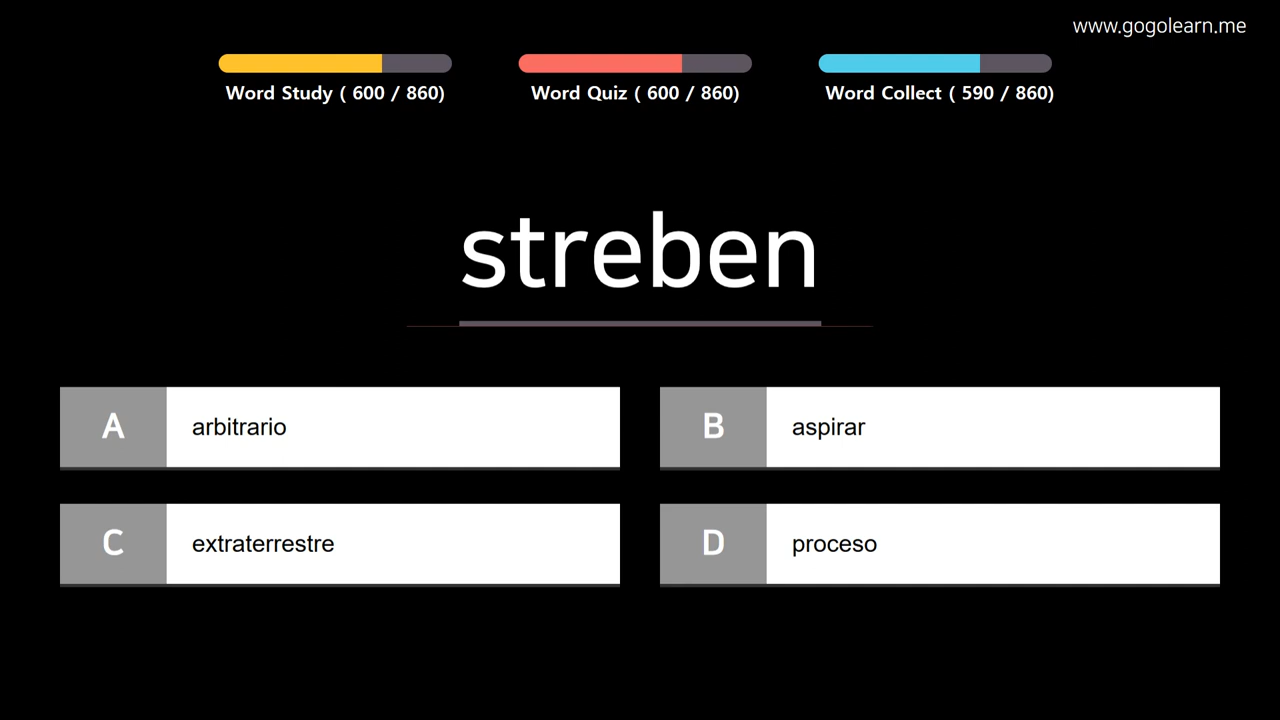 www.gogolearn.me
Word Study ( 600 / 860)
Word Quiz ( 600 / 860)
Word Collect ( 590 / 860)
streben
A
arbitrario
B
aspirar
C
extraterrestre
D
proceso